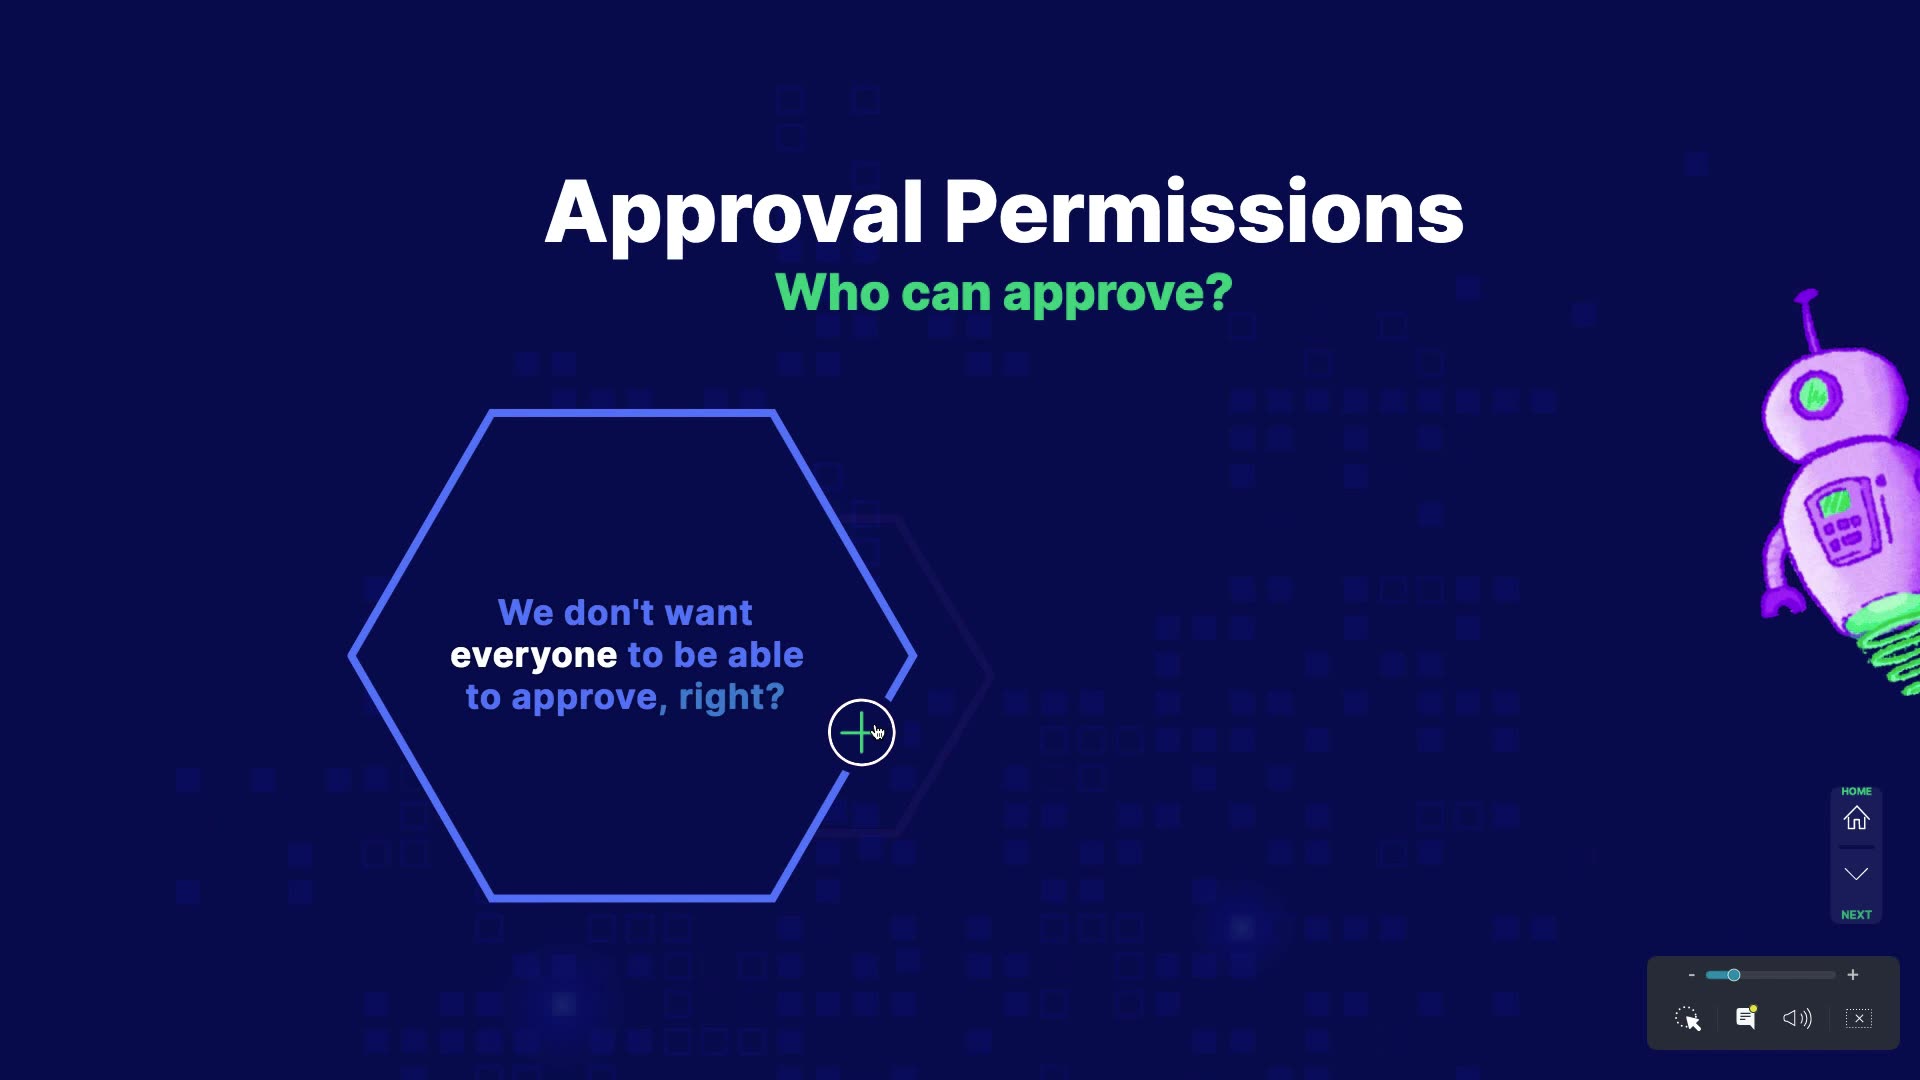 Approval Permissions
Who can approve?
We don't want
everyone to be able
to approve, right?
HOME
NEXT
- +